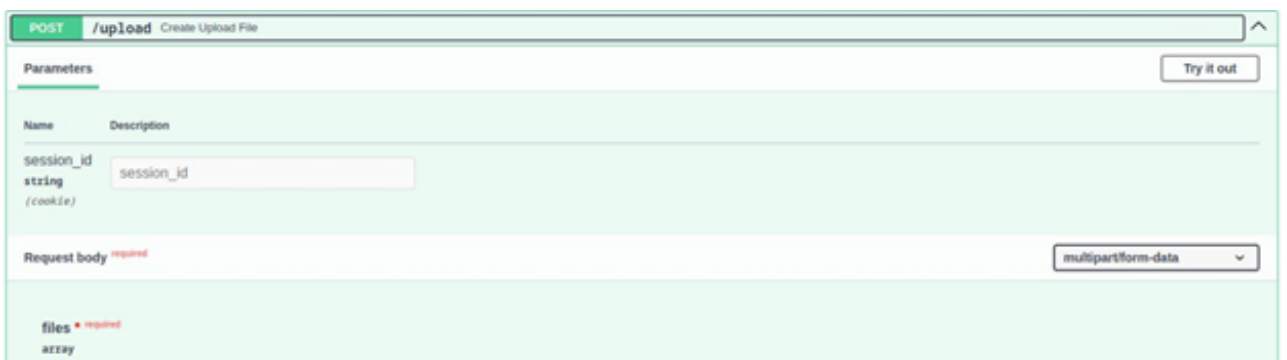 POST /upload Create Upload File
Parameters
Try it out
Name Description
session_id
string
(cookie)
session_id
Request body required
multipart/form-data
files * required
array